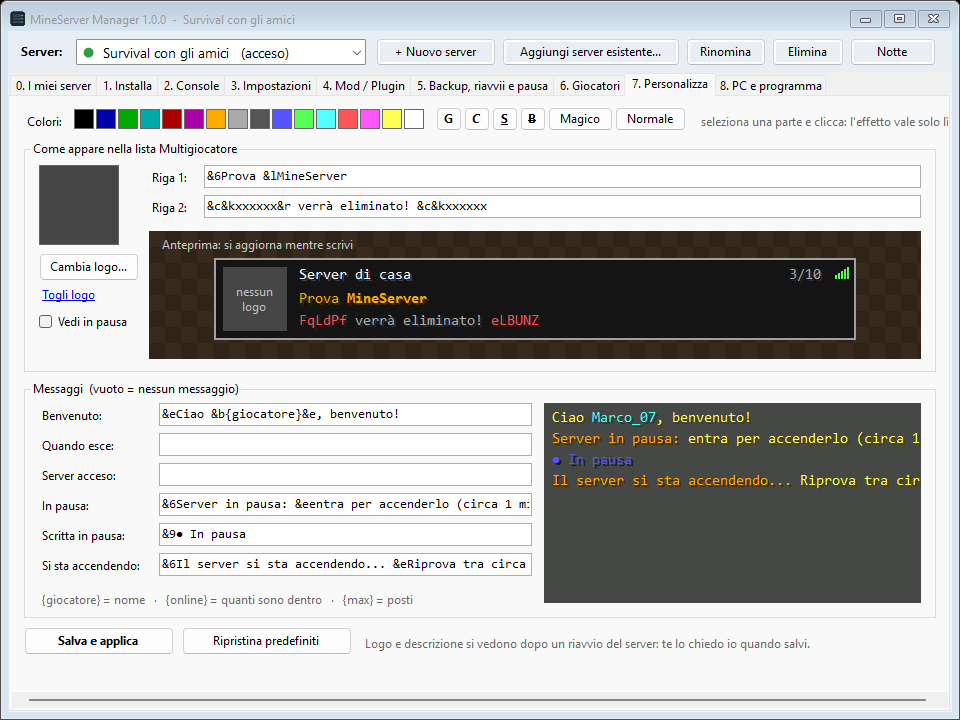 MineServer Manager 1.0.0 - Survival con gli amici
Server: Survival con gli amici (acceso) + Nuovo server Aggiungi server esistente... Rinomina Elimina Notte
0. I miei server 1. Installa 2. Console 3. Impostazioni 4. Mod / Plugin 5. Backup, riavvii e pausa 6. Giocatori 7. Personalizza 8. PC e programma
Colori: G C S B Magico Normale seleziona una parte e clicca: l'effetto vale solo lì
Come appare nella lista Multigiocatore
Riga 1: &6Prova &lMineServer
Riga 2: &c&kxxxxxx&r verrà eliminato! &c&kxxxxxx
Anteprima: si aggiorna mentre scrivi
Cambia logo...
Togli logo
Vedi in pausa
nessun logo
Server di casa 3/10
Prova MineServer
FqLdPf verrà eliminato! eLBUNZ
Messaggi (vuoto = nessun messaggio)
Benvenuto: &eCiao &b{giocatore}&e, benvenuto!
Quando esce:
Server acceso:
In pausa: &6Server in pausa: &eentra per accenderlo (circa 1 mi
Scritta in pausa: &9● In pausa
Si sta accendendo: &6Il server si sta accendendo... &eRiprova tra circa
Ciao Marco_07, benvenuto!
Server in pausa: entra per accenderlo (circa 1
● In pausa
Il server si sta accendendo... Riprova tra cir
{giocatore} = nome · {online} = quanti sono dentro · {max} = posti
Salva e applica Ripristina predefiniti Logo e descrizione si vedono dopo un riavvio del server: te lo chiedo io quando salvi.